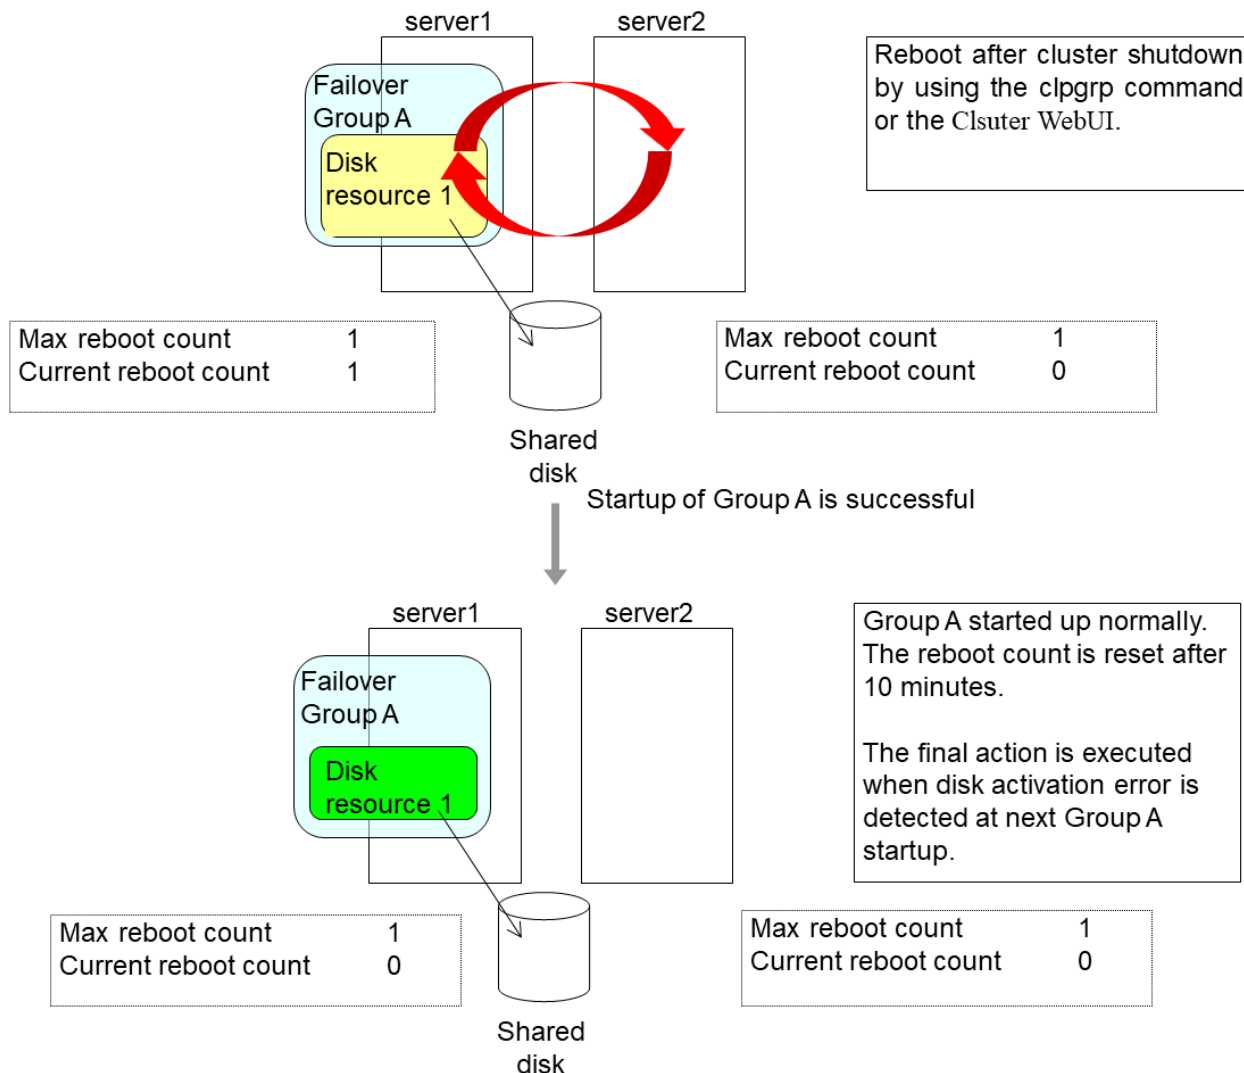 server1
server2
Failover
Group A
Disk
resource 1
Reboot after cluster shutdown
by using the clpgrp command
or the Clsuter WebUI.
Max reboot count 1
Current reboot count 1
Max reboot count 1
Current reboot count 0
Shared
disk
Startup of Group A is successful
server1
server2
Failover
Group A
Disk
resource 1
Group A started up normally.
The reboot count is reset after
10 minutes.
The final action is executed
when disk activation error is
detected at next Group A
startup.
Max reboot count 1
Current reboot count 0
Max reboot count 1
Current reboot count 0
Shared
disk